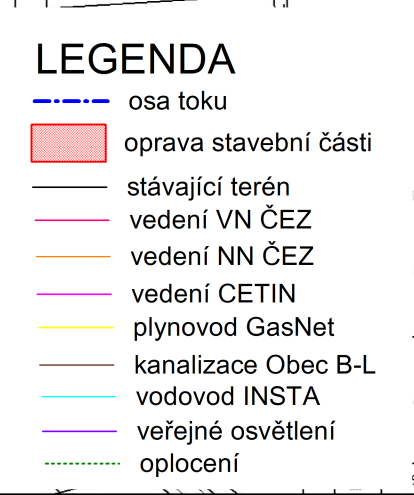 LEGENDA
osa toku
oprava stavební části
stávající terén
vedení VN ČEZ
vedení NN ČEZ
vedení CETIN
plynovod GasNet
kanalizace Obec B-L
vodovod INSTA
veřejné osvětlení
oplocení